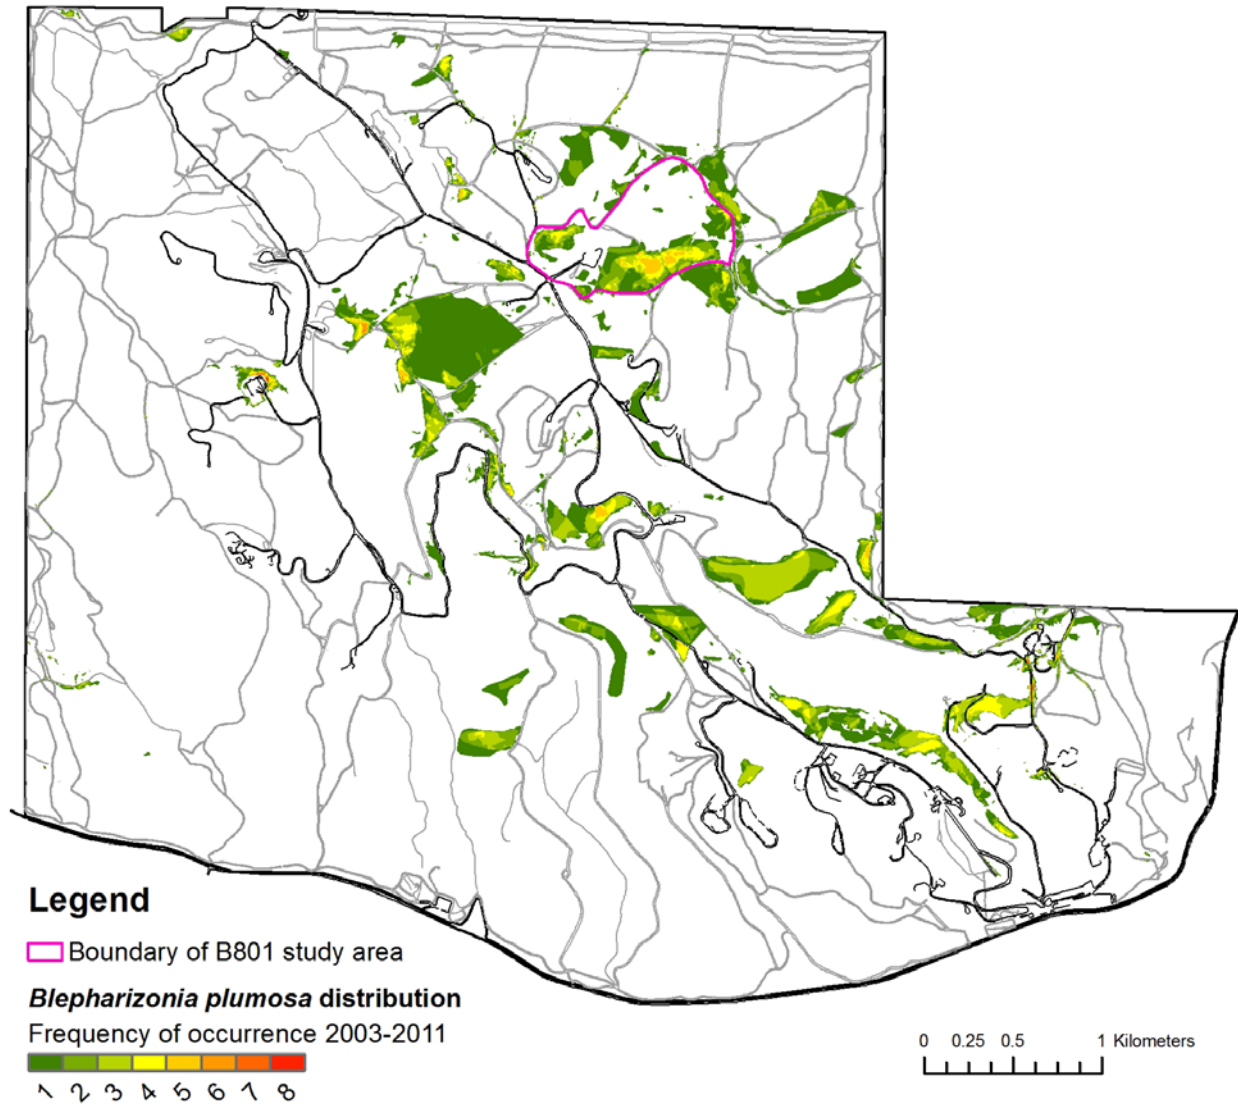 Legend
Boundary of B801 study area
Blepharizonia plumosa distribution
Frequency of occurrence 2003-2011
1 2 3 4 5 6 7 8
0 0.25 0.5 1 Kilometers